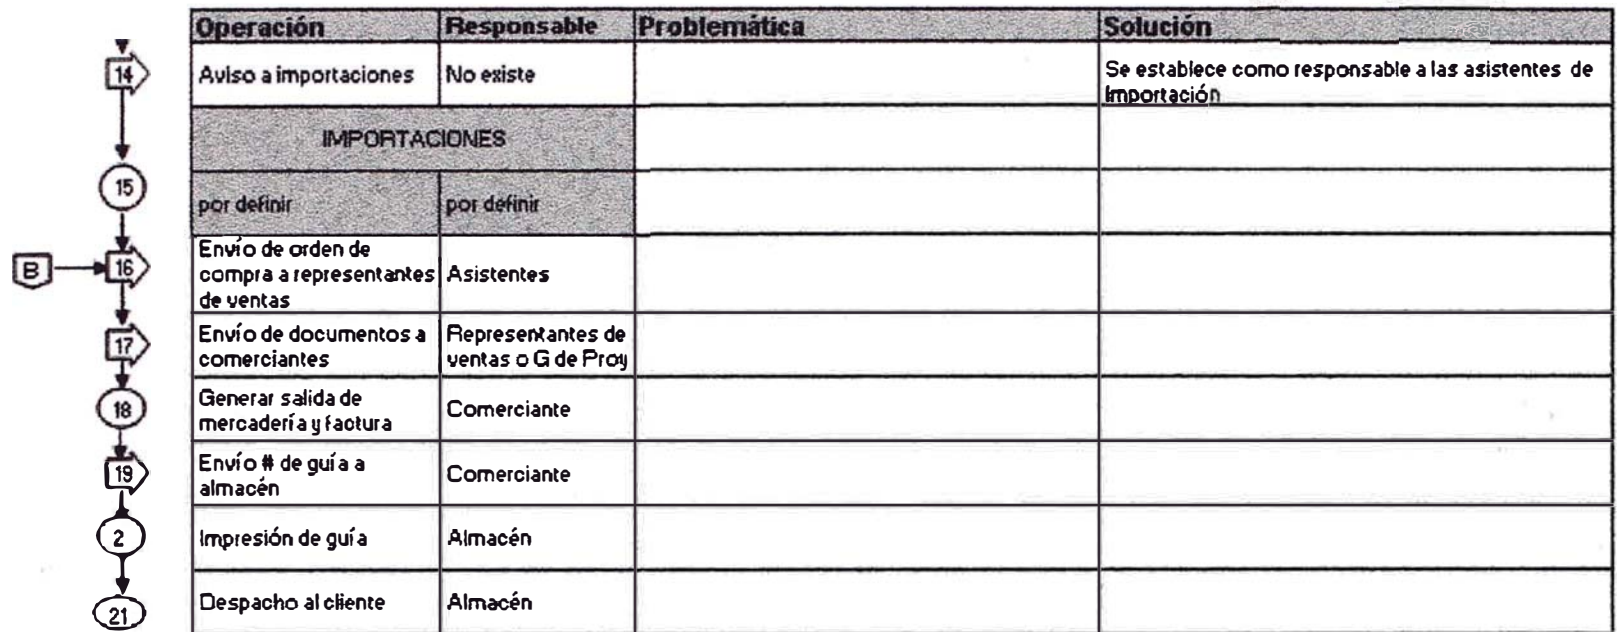 Operación Responsable Problemática Solución
14 Aviso a importaciones No existe Se establece como responsable a las asistentes de
Importación
IMPORTACIONES
15 por definir por definir
Envío de orden de
B 16 compra a representantes Asistentes
de ventas
17 Envío de documentos a Representantes de
comerciantes ventas o G de Proy
18 Generar salida de Comerciante
mercadería y factura
19 Envío # de guía a Comerciante
almacén
2 Impresión de guía Almacén
21 Despacho al cliente Almacén